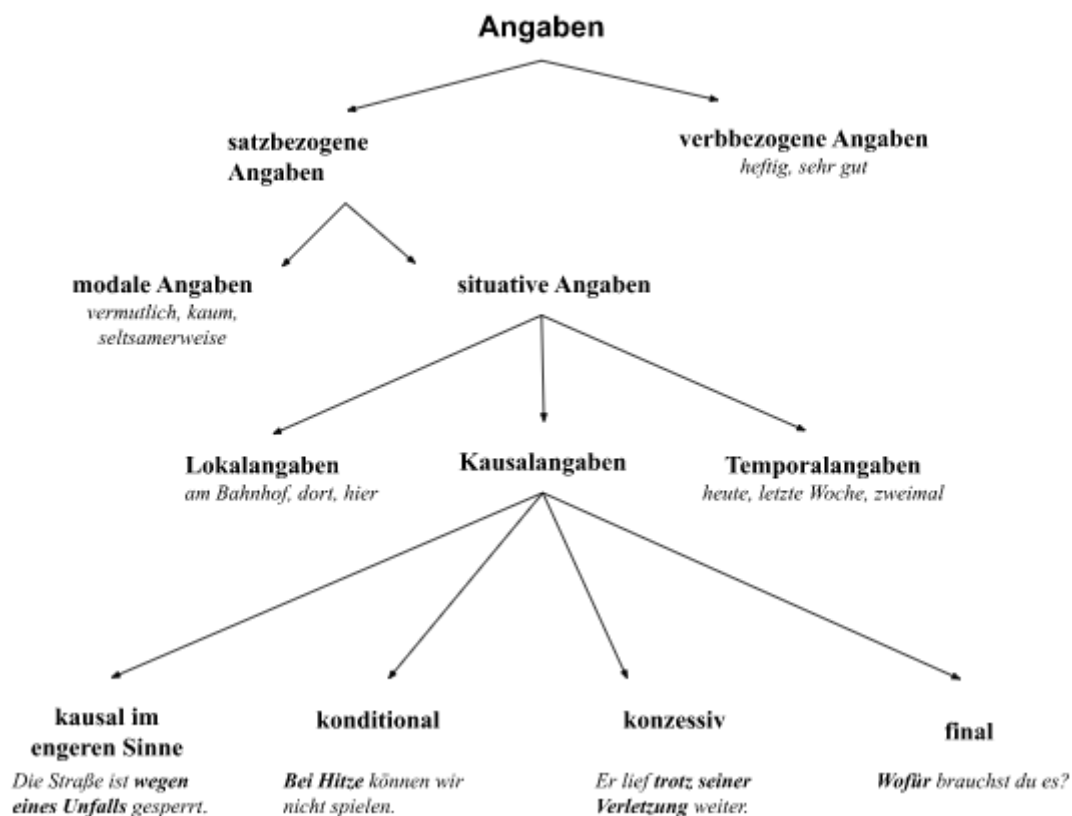 Angaben
satzbezogene
Angaben
verbbezogene Angaben
heftig, sehr gut
modale Angaben
vermutlich, kaum,
seltsamerweise
situative Angaben
Lokalangaben
am Bahnhof, dort, hier
Kausalangaben
Temporalangaben
heute, letzte Woche, zweimal
kausal im
engeren Sinne
Die Straße ist wegen
eines Unfalls gesperrt.
konditional
Bei Hitze können wir
nicht spielen.
konzessiv
Er lief trotz seiner
Verletzung weiter.
final
Wofür brauchst du es?